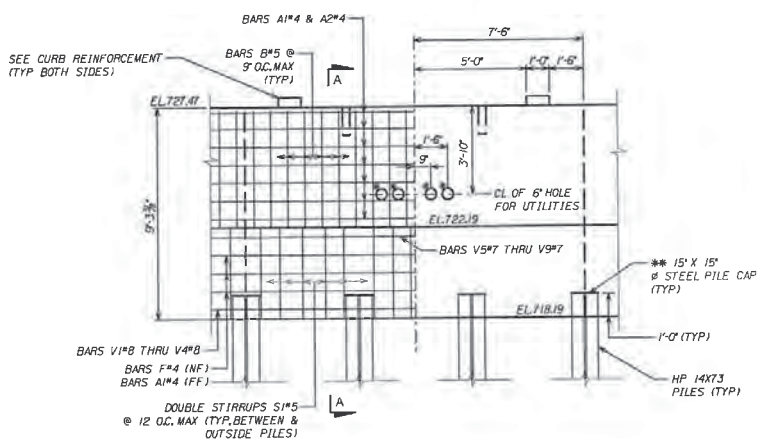 BARS A1#4 & A2#4
7'-6"
SEE CURB REINFORCEMENT
(TYP BOTH SIDES)
BARS B#5 @
9" O.C. MAX
(TYP)
A
5'-0"
1'-0"
1'-6"
EL.727.47
1'-6"
9"
3'-10"
CL OF 6" HOLE
FOR UTILITIES
EL.722.19
BARS V5#7 THRU V9#7
** 15" X 15"
STEEL PILE CAP
(TYP)
EL.718.19
1'-0" (TYP)
BARS V1#8 THRU V4#8
BARS F#4 (NF)
BARS A1#4 (FF)
HP 14X73
PILES (TYP)
DOUBLE STIRRUPS S1#5
@ 12 O.C. MAX (TYP. BETWEEN &
OUTSIDE PILES)
A